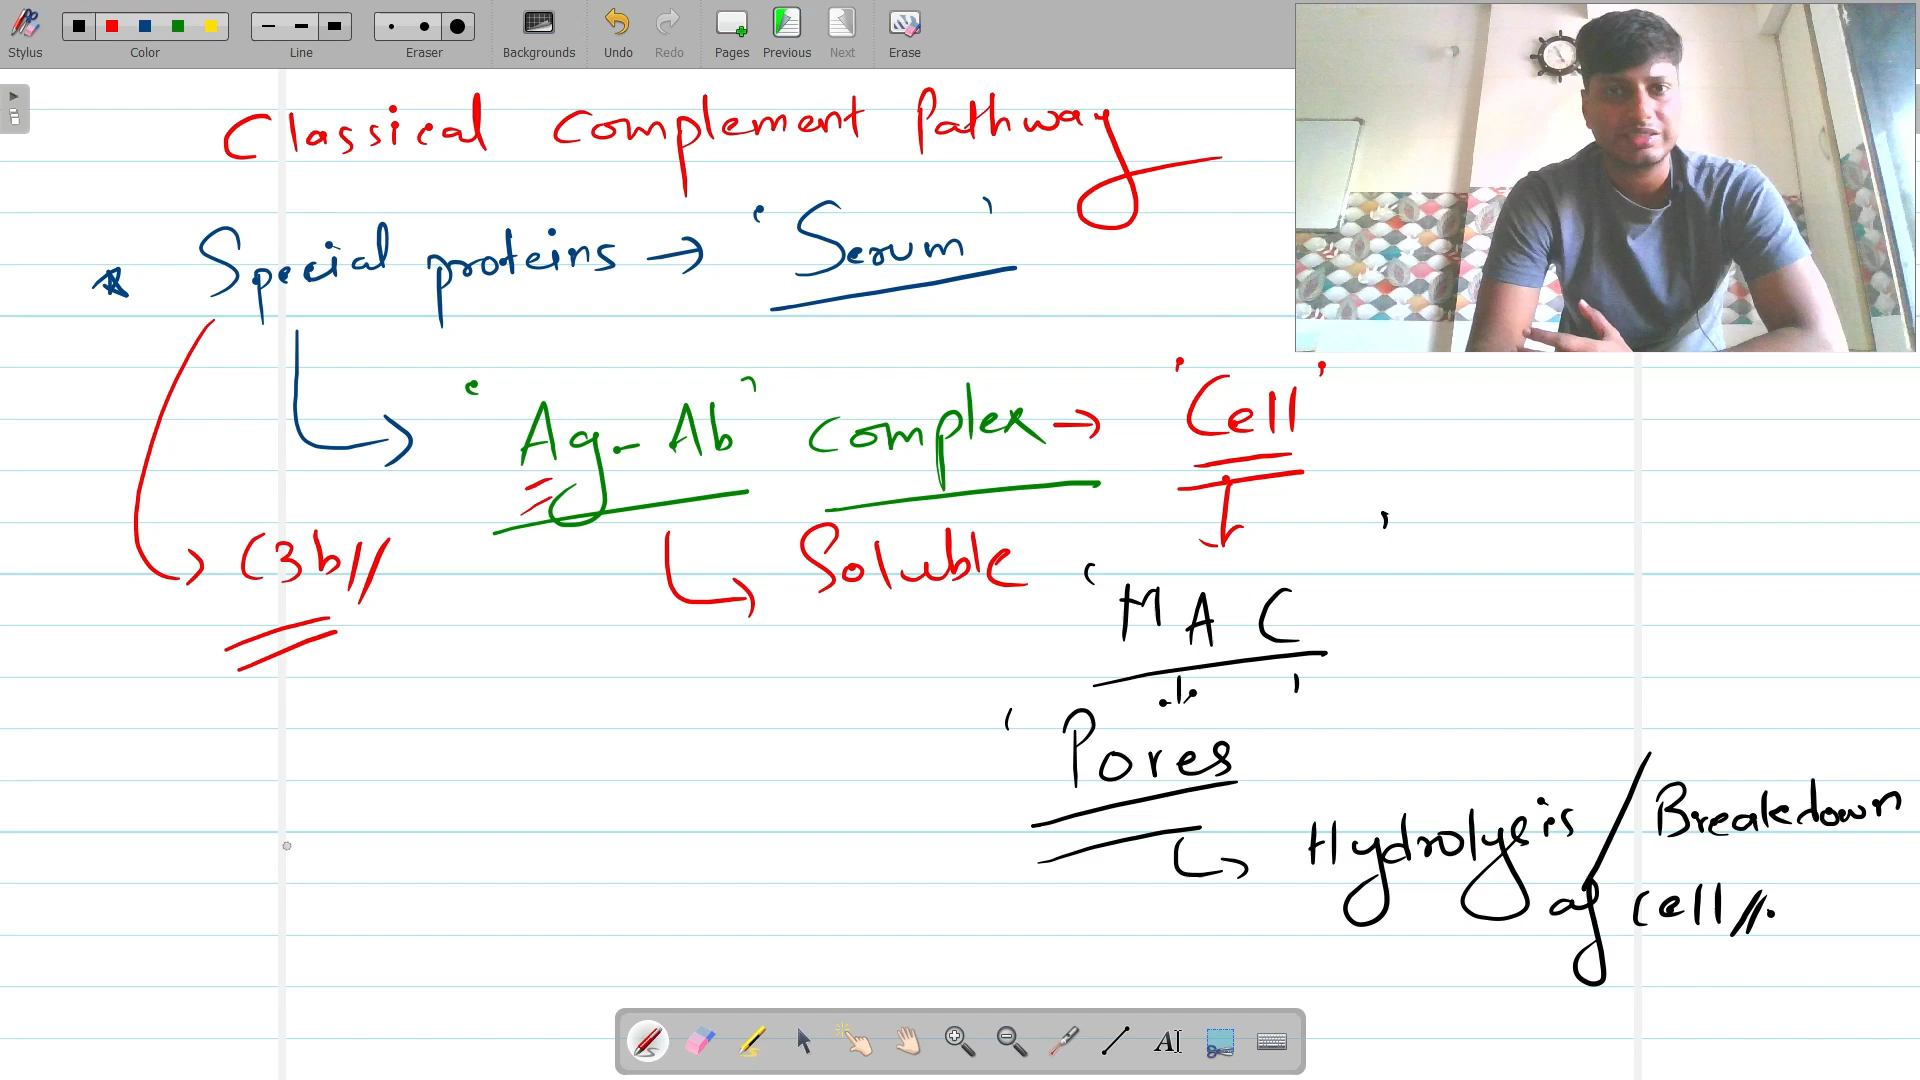 Stylus Color Line Eraser Backgrounds Undo Redo Pages Previous Next Erase
Classical Complement Pathway
* Special proteins → 'Serum'
'Ag-Ab' complex → 'Cell'
C3b//
Soluble
'MAC'
'Pores'
Hydrolysis / Breakdown
of cell //.